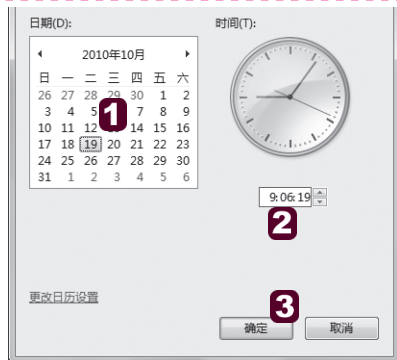 日期(D):
时间(T):
2010年10月
日 一 二 三 四 五 六
26 27 28 29 30 1 2
3 4 5 7 8 9
10 11 12 14 15 16
17 18 19 20 21 22 23
24 25 26 27 28 29 30
31 1 2 3 4 5 6
1
9:06:19
2
更改日历设置
3
确定
取消